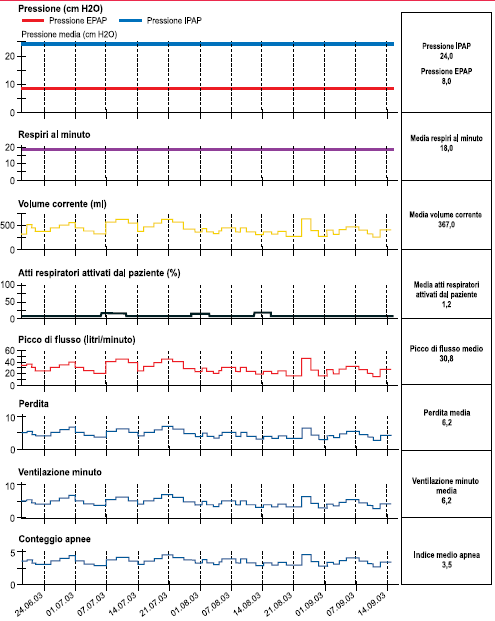 Pressione (cm H2O)
Pressione EPAP
Pressione IPAP
Pressione media (cm H2O)
20
10
0
Pressione IPAP
24,0
Pressione EPAP
8,0
Respiri al minuto
20
10
0
Media respiri al minuto
18,0
Volume corrente (ml)
500
0
Media volume corrente
367,0
Atti respiratori attivati dal paziente (%)
100
50
0
Media atti respiratori
attivati dal paziente
1,2
Picco di flusso (litri/minuto)
60
40
20
0
Picco di flusso medio
30,8
Perdita
10
0
Perdita media
6,2
Ventilazione minuto
10
0
Ventilazione minuto
media
6,2
Conteggio apnee
5
0
Indice medio apnea
3,5
24.06.03
01.07.03
07.07.03
14.07.03
21.07.03
01.08.03
07.08.03
14.08.03
21.08.03
01.09.03
07.09.03
14.09.03